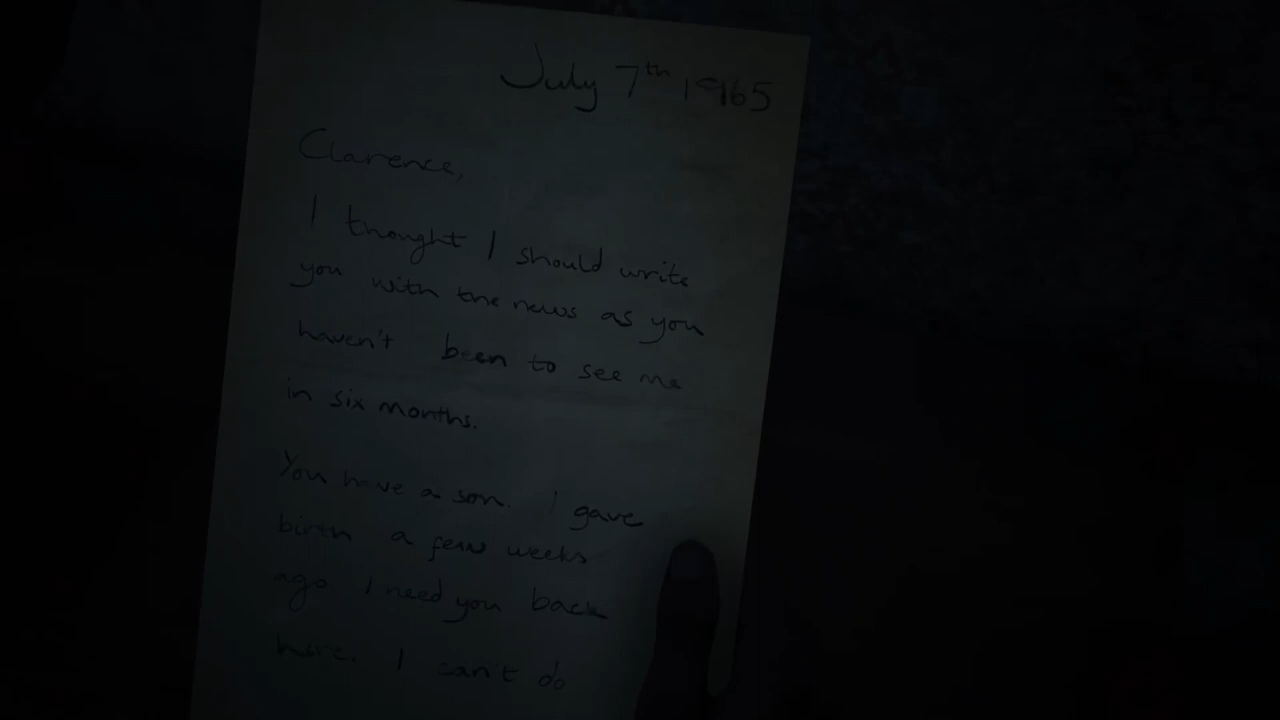 July 7th 1965
Clarence,
I thought I should write
you with the news as you
haven't been to see me
in six months.
You have a son. I gave
birth a few weeks
ago I need you back
here. I can't do